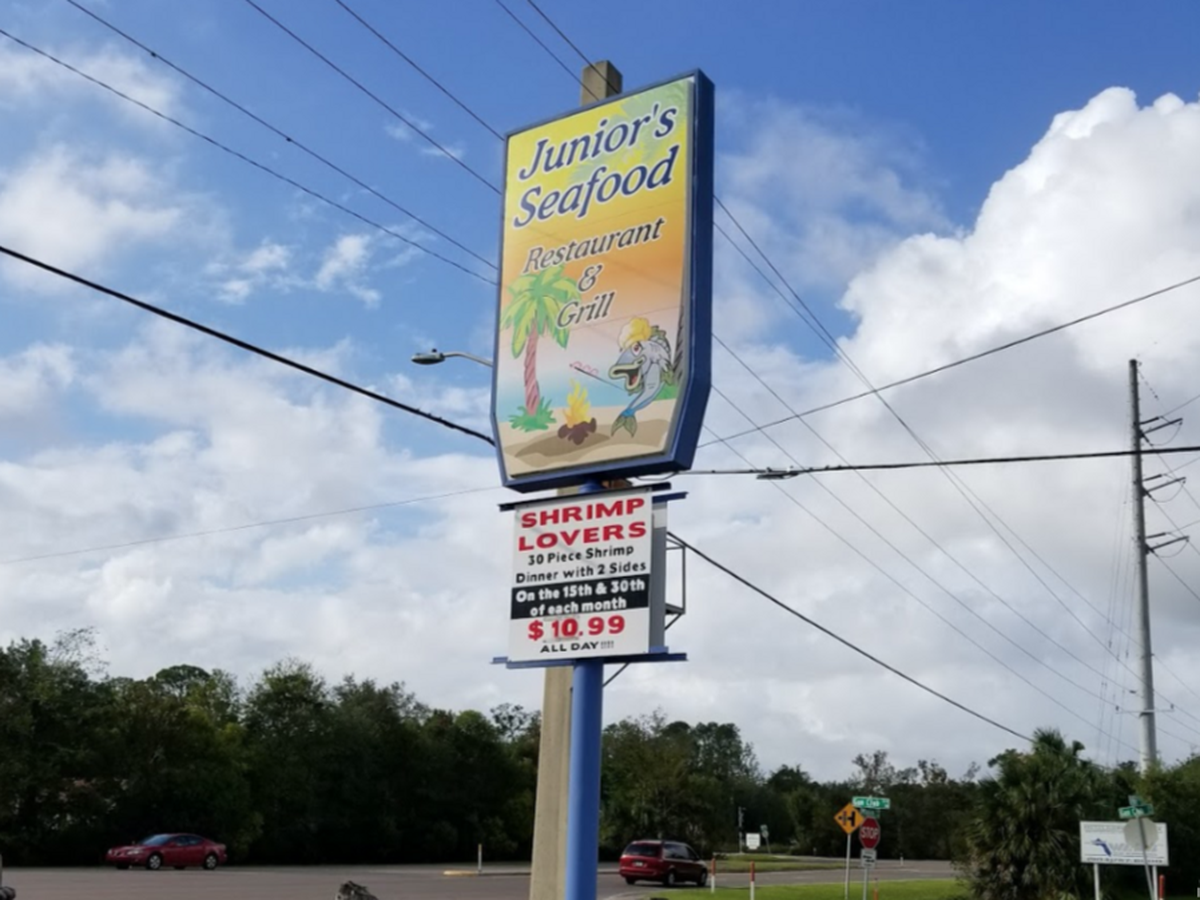 Junior's
Seafood
Restaurant
&
Grill
SHRIMP
LOVERS
30 Piece Shrimp
Dinner with 2 Sides
On the 15th & 30th
of each month
$ 10.99
ALL DAY!!!!
STOP